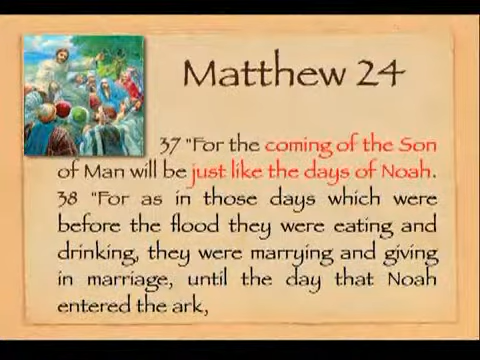 Matthew 24
37 "For the coming of the Son
of Man will be just like the days of Noah.
38 "For as in those days which were
before the flood they were eating and
drinking, they were marrying and giving
in marriage, until the day that Noah
entered the ark,